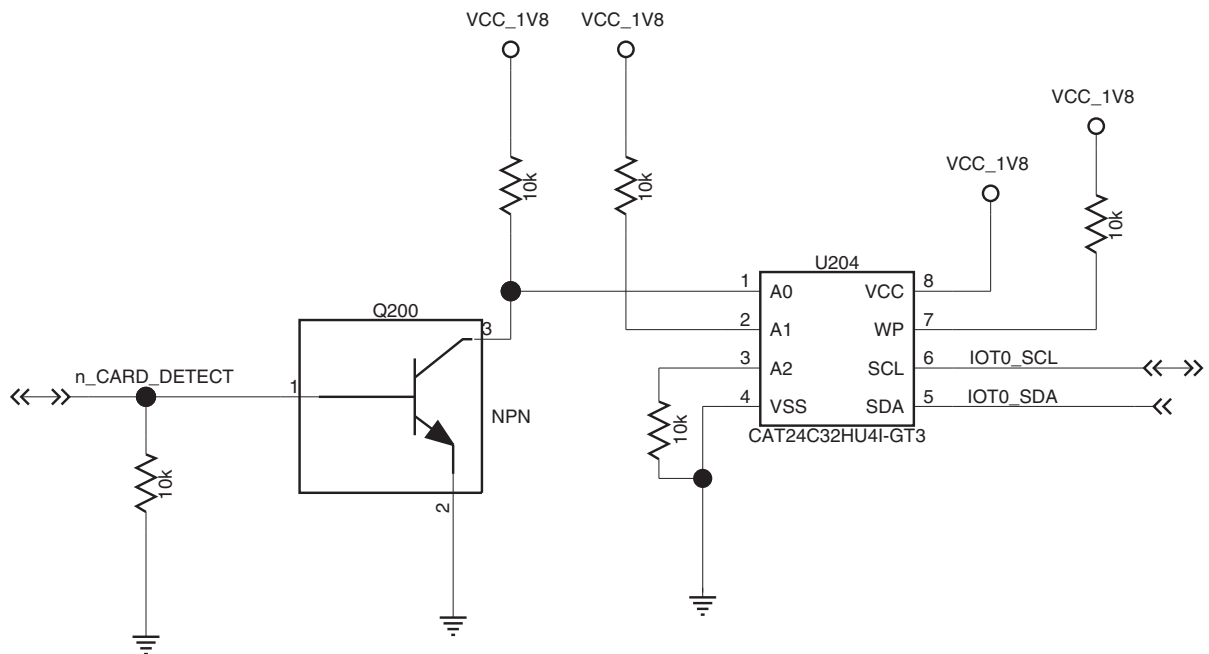 VCC_1V8
VCC_1V8
VCC_1V8
VCC_1V8
10k
10k
10k
U204
1 A0 VCC 8
2 A1 WP 7
3 A2 SCL 6 IOT0_SCL
4 VSS SDA 5 IOT0_SDA
CAT24C32HU4I-GT3
10k
Q200
3
n_CARD_DETECT
1
NPN
2
10k